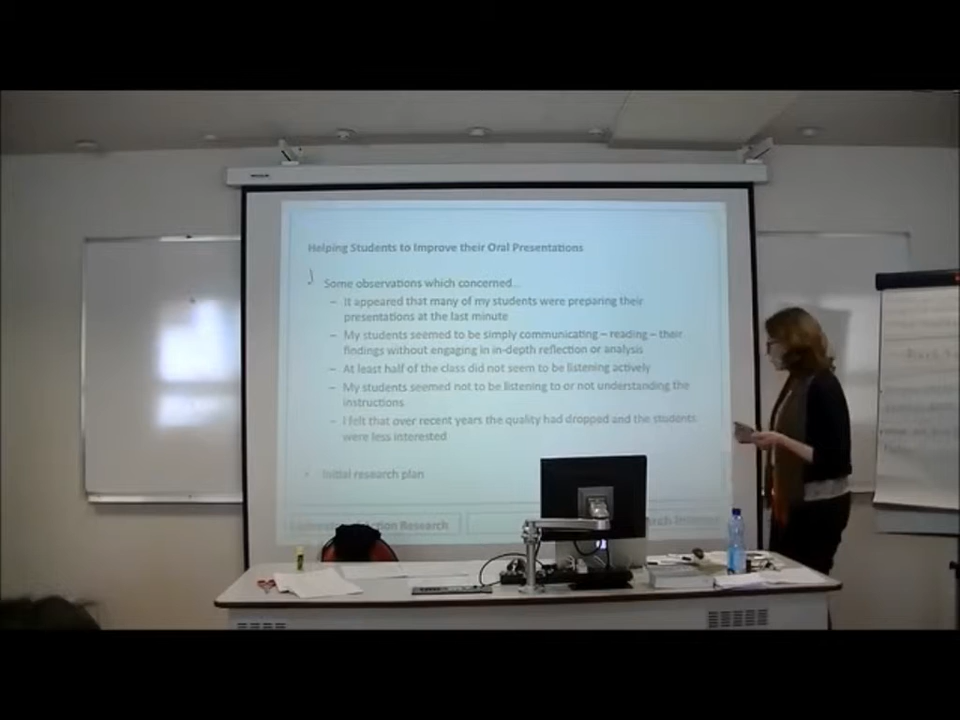 Helping Students to Improve their Oral Presentations
Some observations which concerned...
– It appeared that many of my students were preparing their
presentations at the last minute
– My students seemed to be simply communicating – reading – their
findings without engaging in in-depth reflection or analysis
– At least half of the class did not seem to be listening actively
– My students seemed not to be listening to or not understanding the
instructions
– I felt that over recent years the quality had dropped and the students
were less interested
• Initial research plan
Action Research